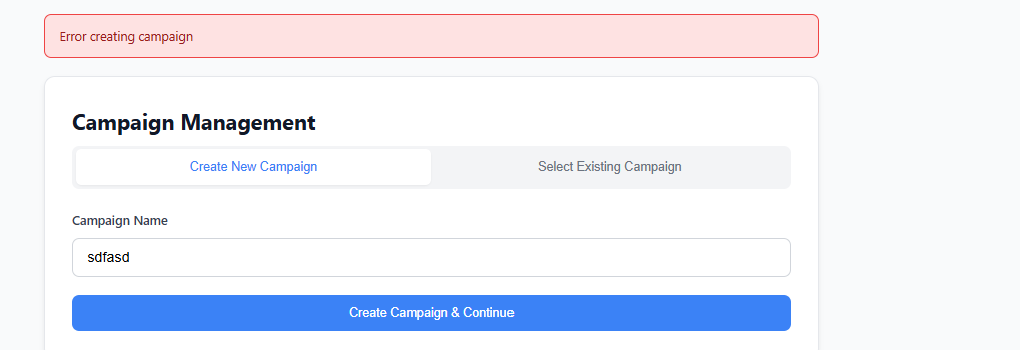 Error creating campaign
Campaign Management
Create New Campaign
Select Existing Campaign
Campaign Name
sdfasd
Create Campaign & Continue